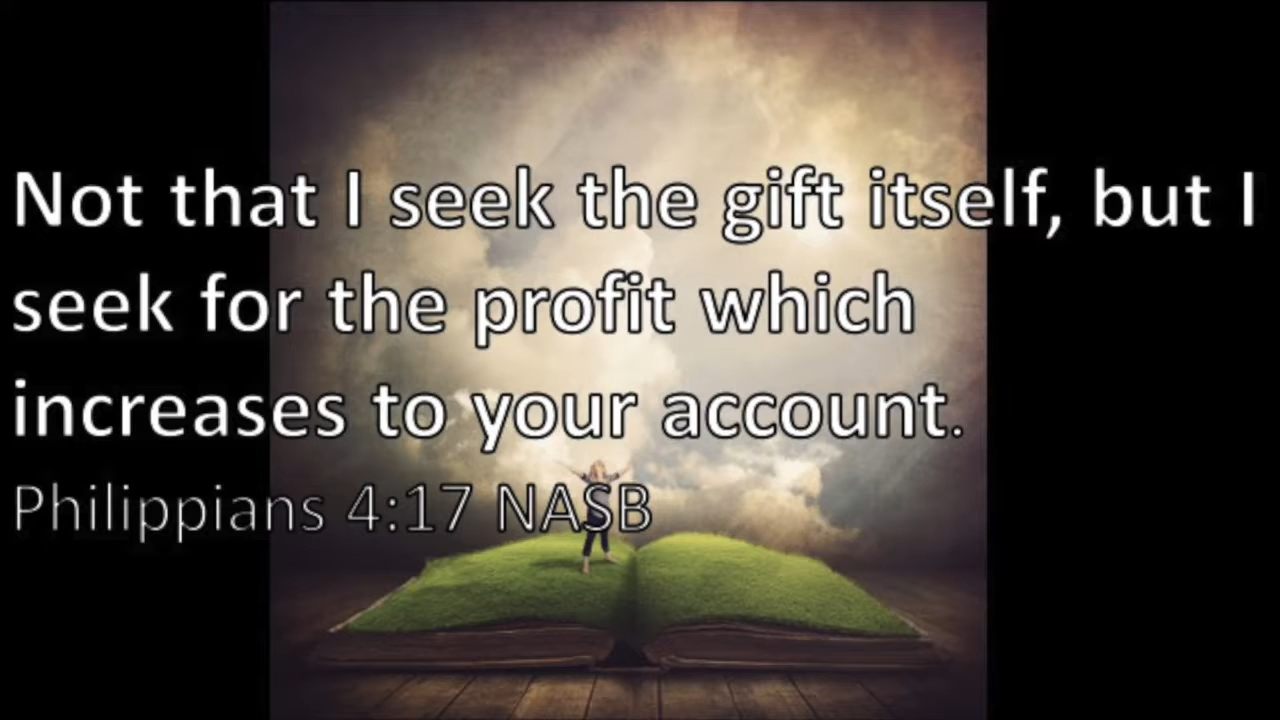 Not that I seek the gift itself, but I
seek for the profit which
increases to your account.
Philippians 4:17 NASB